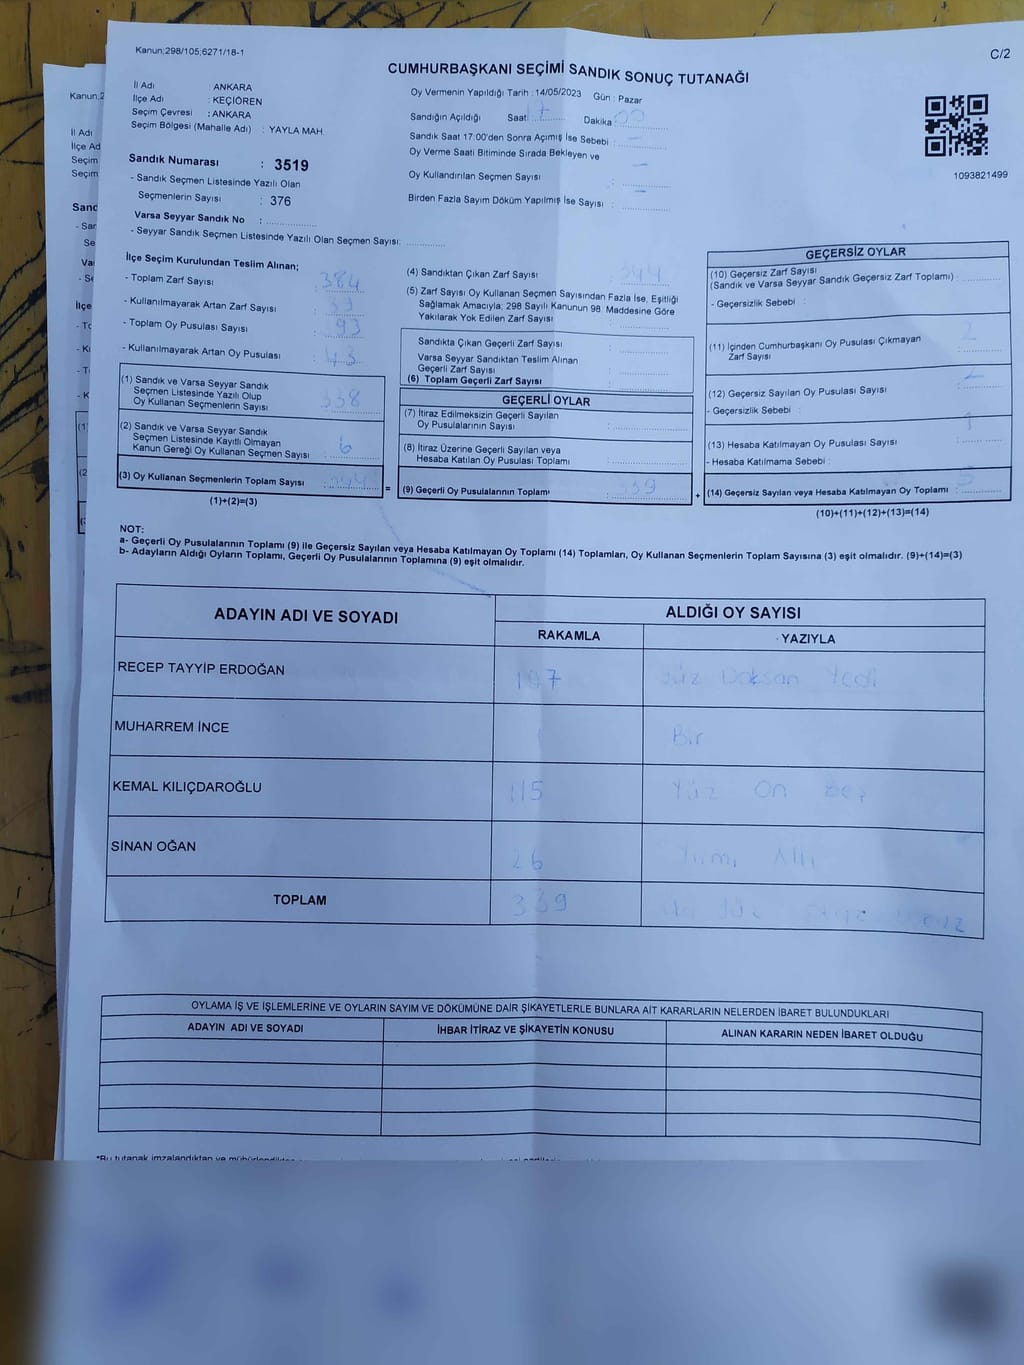 Kanun;298/105;6271/18-1
C/2
CUMHURBAŞKANI SEÇİMİ SANDIK SONUÇ TUTANAĞI
İl Adı : ANKARA
İlçe Adı : KEÇİÖREN
Seçim Çevresi : ANKARA
Seçim Bölgesi (Mahalle Adı) : YAYLA MAH.
Sandık Numarası : 3519
- Sandık Seçmen Listesinde Yazılı Olan
Seçmenlerin Sayısı : 376
Varsa Seyyar Sandık No :
- Seyyar Sandık Seçmen Listesinde Yazılı Olan Seçmen Sayısı:
Oy Vermenin Yapıldığı Tarih : 14/05/2023 Gün : Pazar
Sandığın Açıldığı Saat 17 Dakika 00
Sandık Saat 17:00'den Sonra Açımış İse Sebebi : -
Oy Verme Saati Bitiminde Sırada Bekleyen ve
Oy Kullandırılan Seçmen Sayısı : -
Birden Fazla Sayım Döküm Yapılmış İse Sayısı : -
1093821499
İlçe Seçim Kurulundan Teslim Alınan;
- Toplam Zarf Sayısı : 384
- Kullanılmayarak Artan Zarf Sayısı :
- Toplam Oy Pusulası Sayısı : 93
- Kullanılmayarak Artan Oy Pusulası : 43
(1) Sandık ve Varsa Seyyar Sandık
Seçmen Listesinde Yazılı Olup
Oy Kullanan Seçmenlerin Sayısı : 338
(2) Sandık ve Varsa Seyyar Sandık
Seçmen Listesinde Kayıtlı Olmayan
Kanun Gereği Oy Kullanan Seçmen Sayısı : 6
(3) Oy Kullanan Seçmenlerin Toplam Sayısı : 344 =
(1)+(2)=(3)
(4) Sandıktan Çıkan Zarf Sayısı : 344
(5) Zarf Sayısı Oy Kullanan Seçmen Sayısından Fazla İse, Eşitliği
Sağlamak Amacıyla; 298 Sayılı Kanunun 98. Maddesine Göre
Yakılarak Yok Edilen Zarf Sayısı :
Sandıkta Çıkan Geçerli Zarf Sayısı :
Varsa Seyyar Sandıktan Teslim Alınan
Geçerli Zarf Sayısı :
(6) Toplam Geçerli Zarf Sayısı :
GEÇERLİ OYLAR
(7) İtiraz Edilmeksizin Geçerli Sayılan
Oy Pusulalarının Sayısı :
(8) İtiraz Üzerine Geçerli Sayılan veya
Hesaba Katılan Oy Pusulası Toplamı :
(9) Geçerli Oy Pusulalarının Toplamı : 339 +
GEÇERSİZ OYLAR
(10) Geçersiz Zarf Sayısı
(Sandık ve Varsa Seyyar Sandık Geçersiz Zarf Toplamı) :
- Geçersizlik Sebebi :
(11) İçinden Cumhurbaşkanı Oy Pusulası Çıkmayan
Zarf Sayısı : 2
(12) Geçersiz Sayılan Oy Pusulası Sayısı : 2
- Geçersizlik Sebebi :
(13) Hesaba Katılmayan Oy Pusulası Sayısı : 1
- Hesaba Katılmama Sebebi :
(14) Geçersiz Sayılan veya Hesaba Katılmayan Oy Toplamı : 5
(10)+(11)+(12)+(13)=(14)
NOT:
a- Geçerli Oy Pusulalarının Toplamı (9) ile Geçersiz Sayılan veya Hesaba Katılmayan Oy Toplamı (14) Toplamları, Oy Kullanan Seçmenlerin Toplam Sayısına (3) eşit olmalıdır. (9)+(14)=(3)
b- Adayların Aldığı Oyların Toplamı, Geçerli Oy Pusulalarının Toplamına (9) eşit olmalıdır.
ADAYIN ADI VE SOYADI
ALDIĞI OY SAYISI
RAKAMLA YAZIYLA
RECEP TAYYİP ERDOĞAN 197 Yüz Doksan Yedi
MUHARREM İNCE 1 Bir
KEMAL KILIÇDAROĞLU 115 Yüz On Beş
SİNAN OĞAN 26 Yirmi Altı
TOPLAM 339 Üç Yüz Otuz Dokuz
OYLAMA İŞ VE İŞLEMLERİNE VE OYLARIN SAYIM VE DÖKÜMÜNE DAİR ŞİKAYETLERLE BUNLARA AİT KARARLARIN NELERDEN İBARET BULUNDUKLARI
ADAYIN ADI VE SOYADI İHBAR İTİRAZ VE ŞİKAYETİN KONUSU ALINAN KARARIN NEDEN İBARET OLDUĞU
*Bu tutanak imzalandıktan ve mühürlendikten